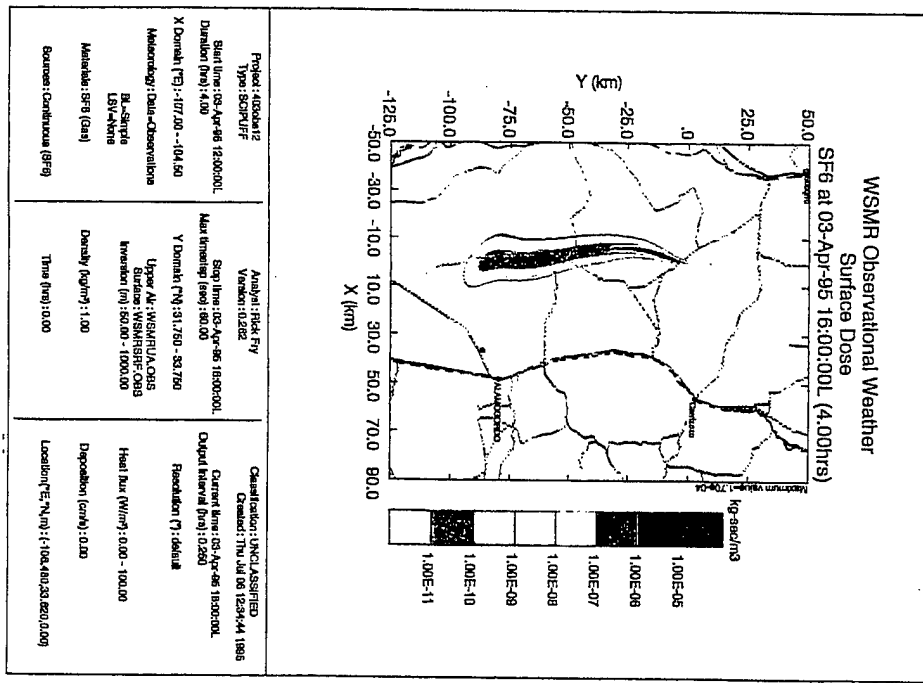 WSMR Observational Weather
Surface Dose
SF6 at 03-Apr-95 16:00:00L (4.00hrs)
Maximum value=1.70e-04
Y (km)
50.0
25.0
.0
-25.0
-50.0
-75.0
-100.0
-125.0
-50.0
-30.0
-10.0
10.0
30.0
50.0
70.0
90.0
X (km)
ALAMOGORDO
Carrizozo
kg-sec/m3
1.00E-05
1.00E-06
1.00E-07
1.00E-08
1.00E-09
1.00E-10
1.00E-11
Type: SCIPUFF
Start time: 03-Apr-95 12:00:00L
Duration (hrs): 4.00
X Domain (°E): -107.00 - -104.50
Meteorology: Data=Observations
BL=Simple
LSV=None
Materials: SF6 (Gas)
Sources: Continuous (SF6)
Analyst: Rick Fry
Version: 0.262
Stop time: 03-Apr-95 16:00:00L
Max timestep (sec): 60.00
Y Domain (°N): 31.750 - 33.750
Upper Air: WSMRUA.OBS
Surface: WSMRSRF.OBS
Inversion (m): 50.00 - 1000.00
Density (kg/m³): 1.00
Time (hrs): 0.00
Classification: UNCLASSIFIED
Created: Thu Jul 06 12:34:44 1995
Current time: 03-Apr-95 16:00:00L
Output Interval (hrs): 0.250
Resolution (°): default
Heat flux (W/m²): 0.00 - 100.00
Deposition (cm/s): 0.00
Location(°E,°N,m): (-106.480,33.620,0.00)